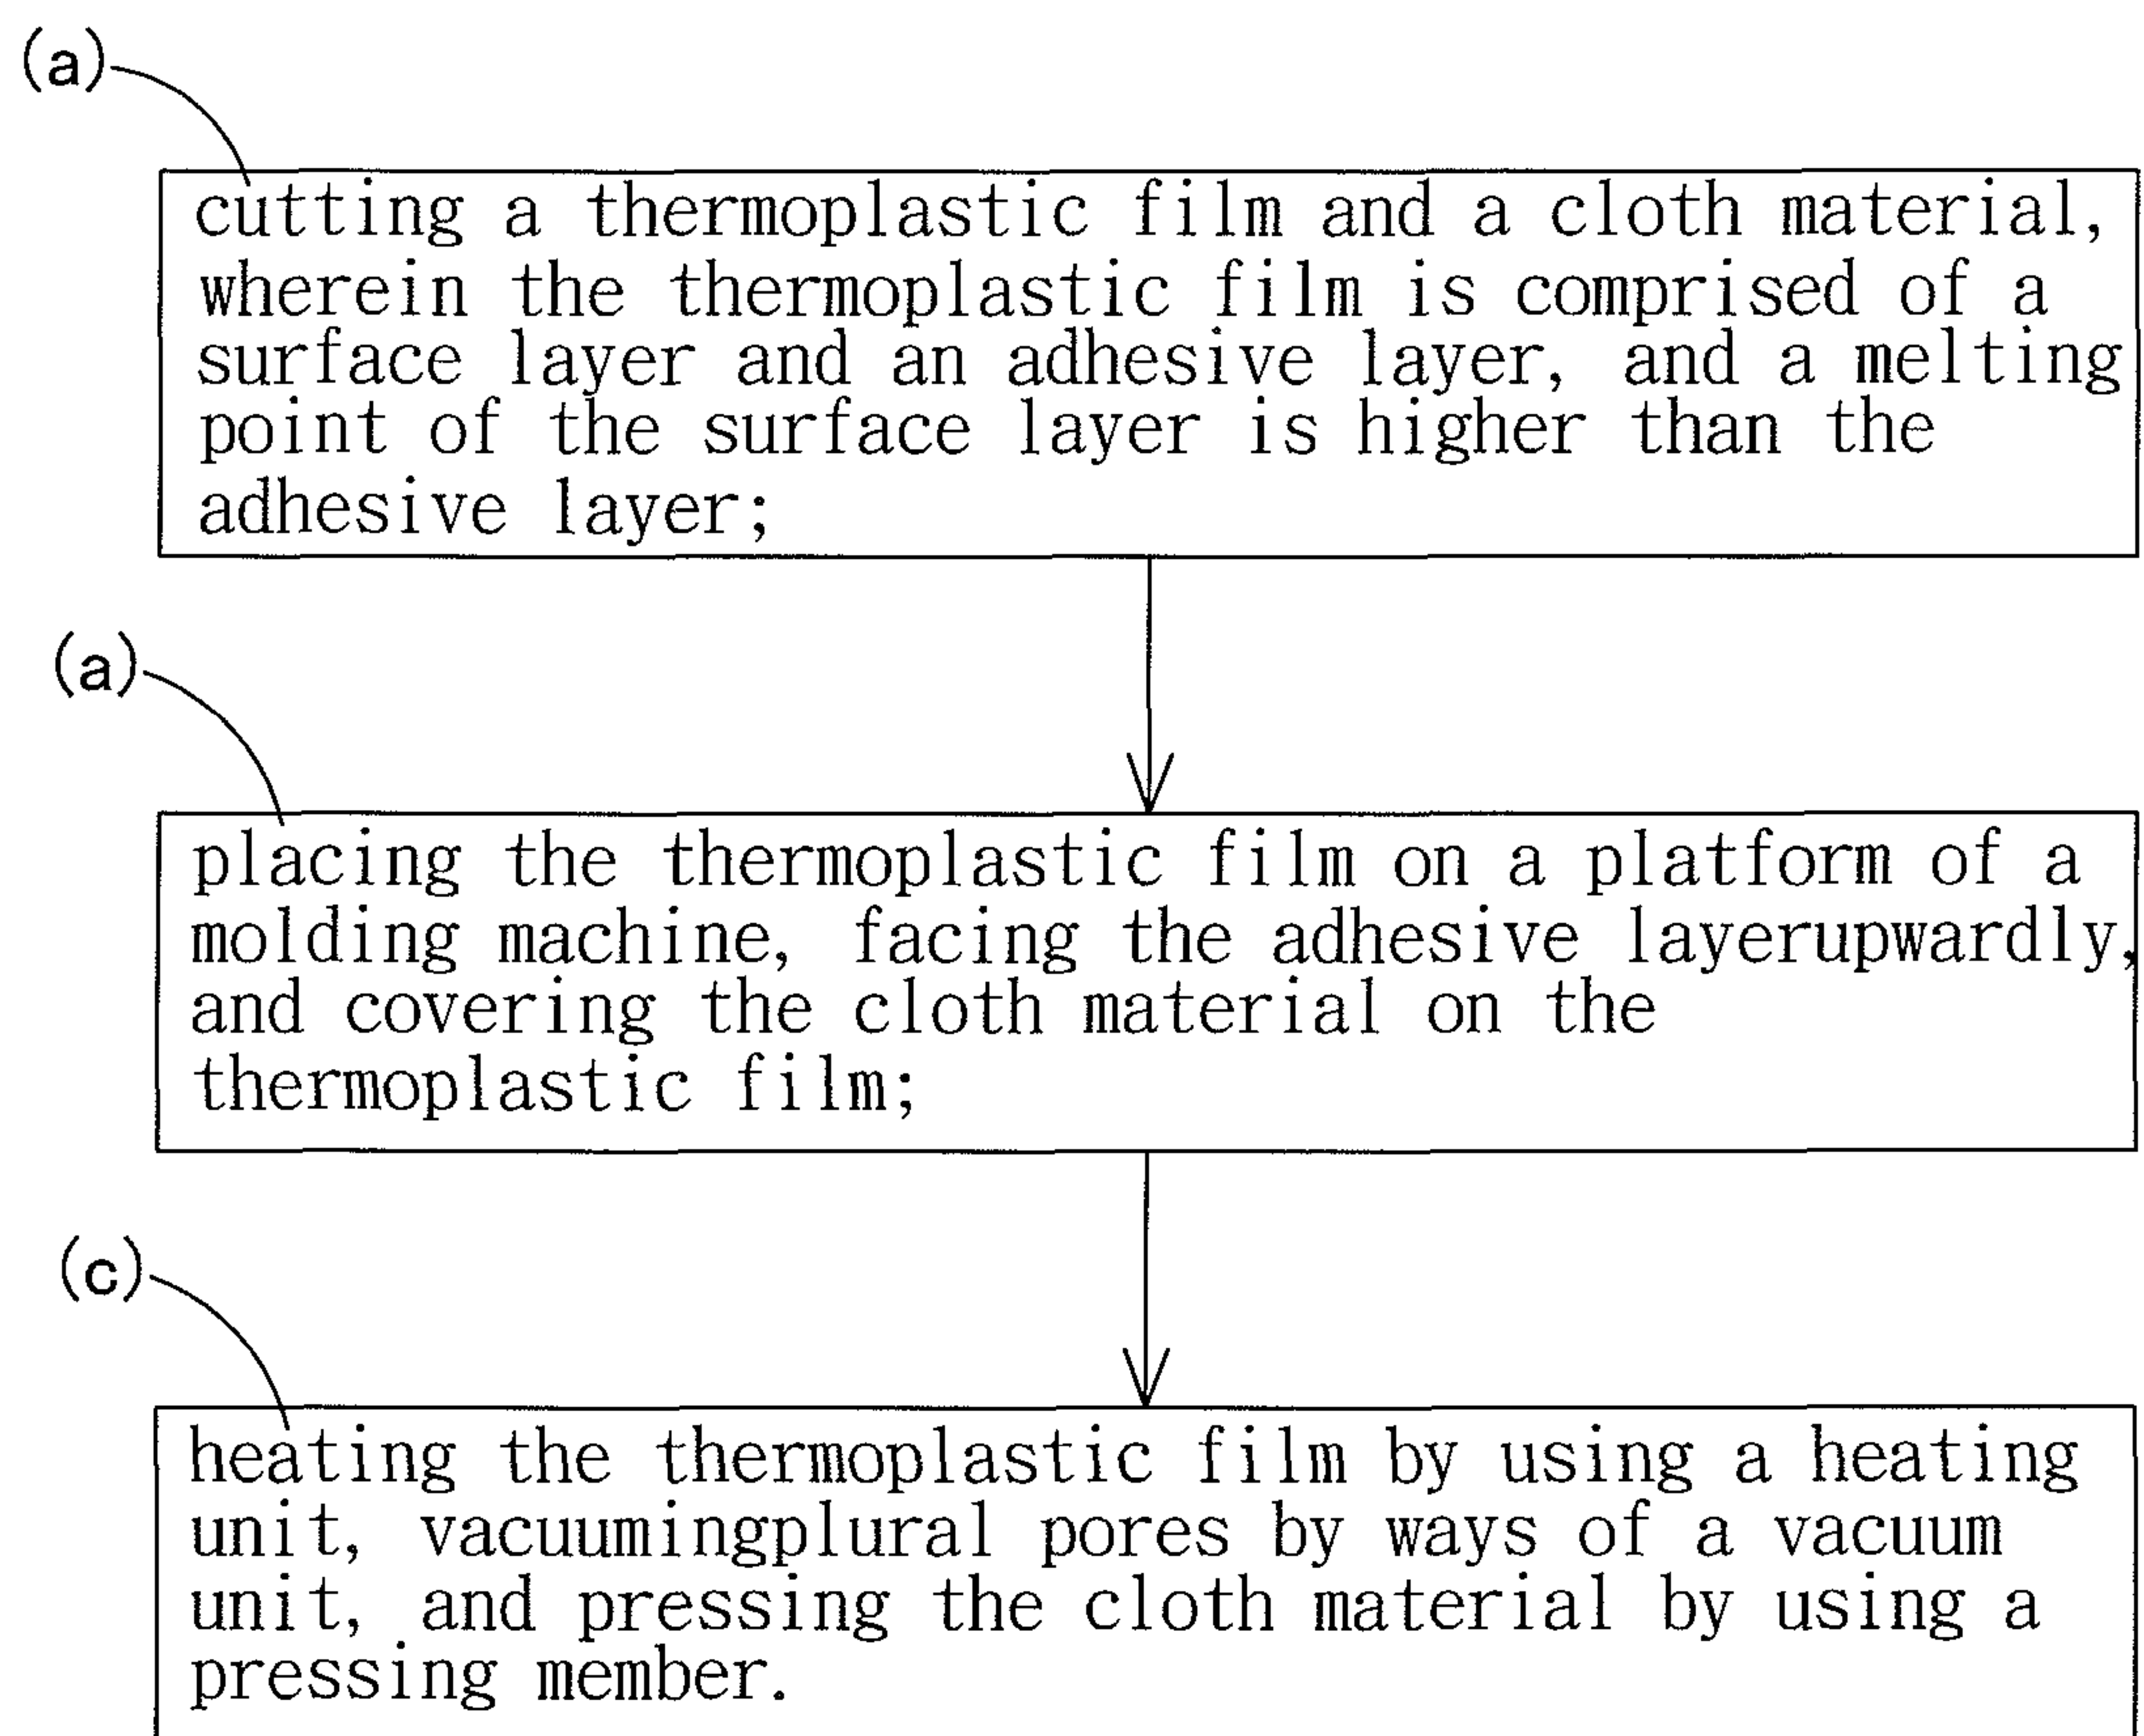 (a)
cutting a thermoplastic film and a cloth material,
wherein the thermoplastic film is comprised of a
surface layer and an adhesive layer, and a melting
point of the surface layer is higher than the
adhesive layer;
(a)
placing the thermoplastic film on a platform of a
molding machine, facing the adhesive layerupwardly,
and covering the cloth material on the
thermoplastic film;
(c)
heating the thermoplastic film by using a heating
unit, vacuumingplural pores by ways of a vacuum
unit, and pressing the cloth material by using a
pressing member.